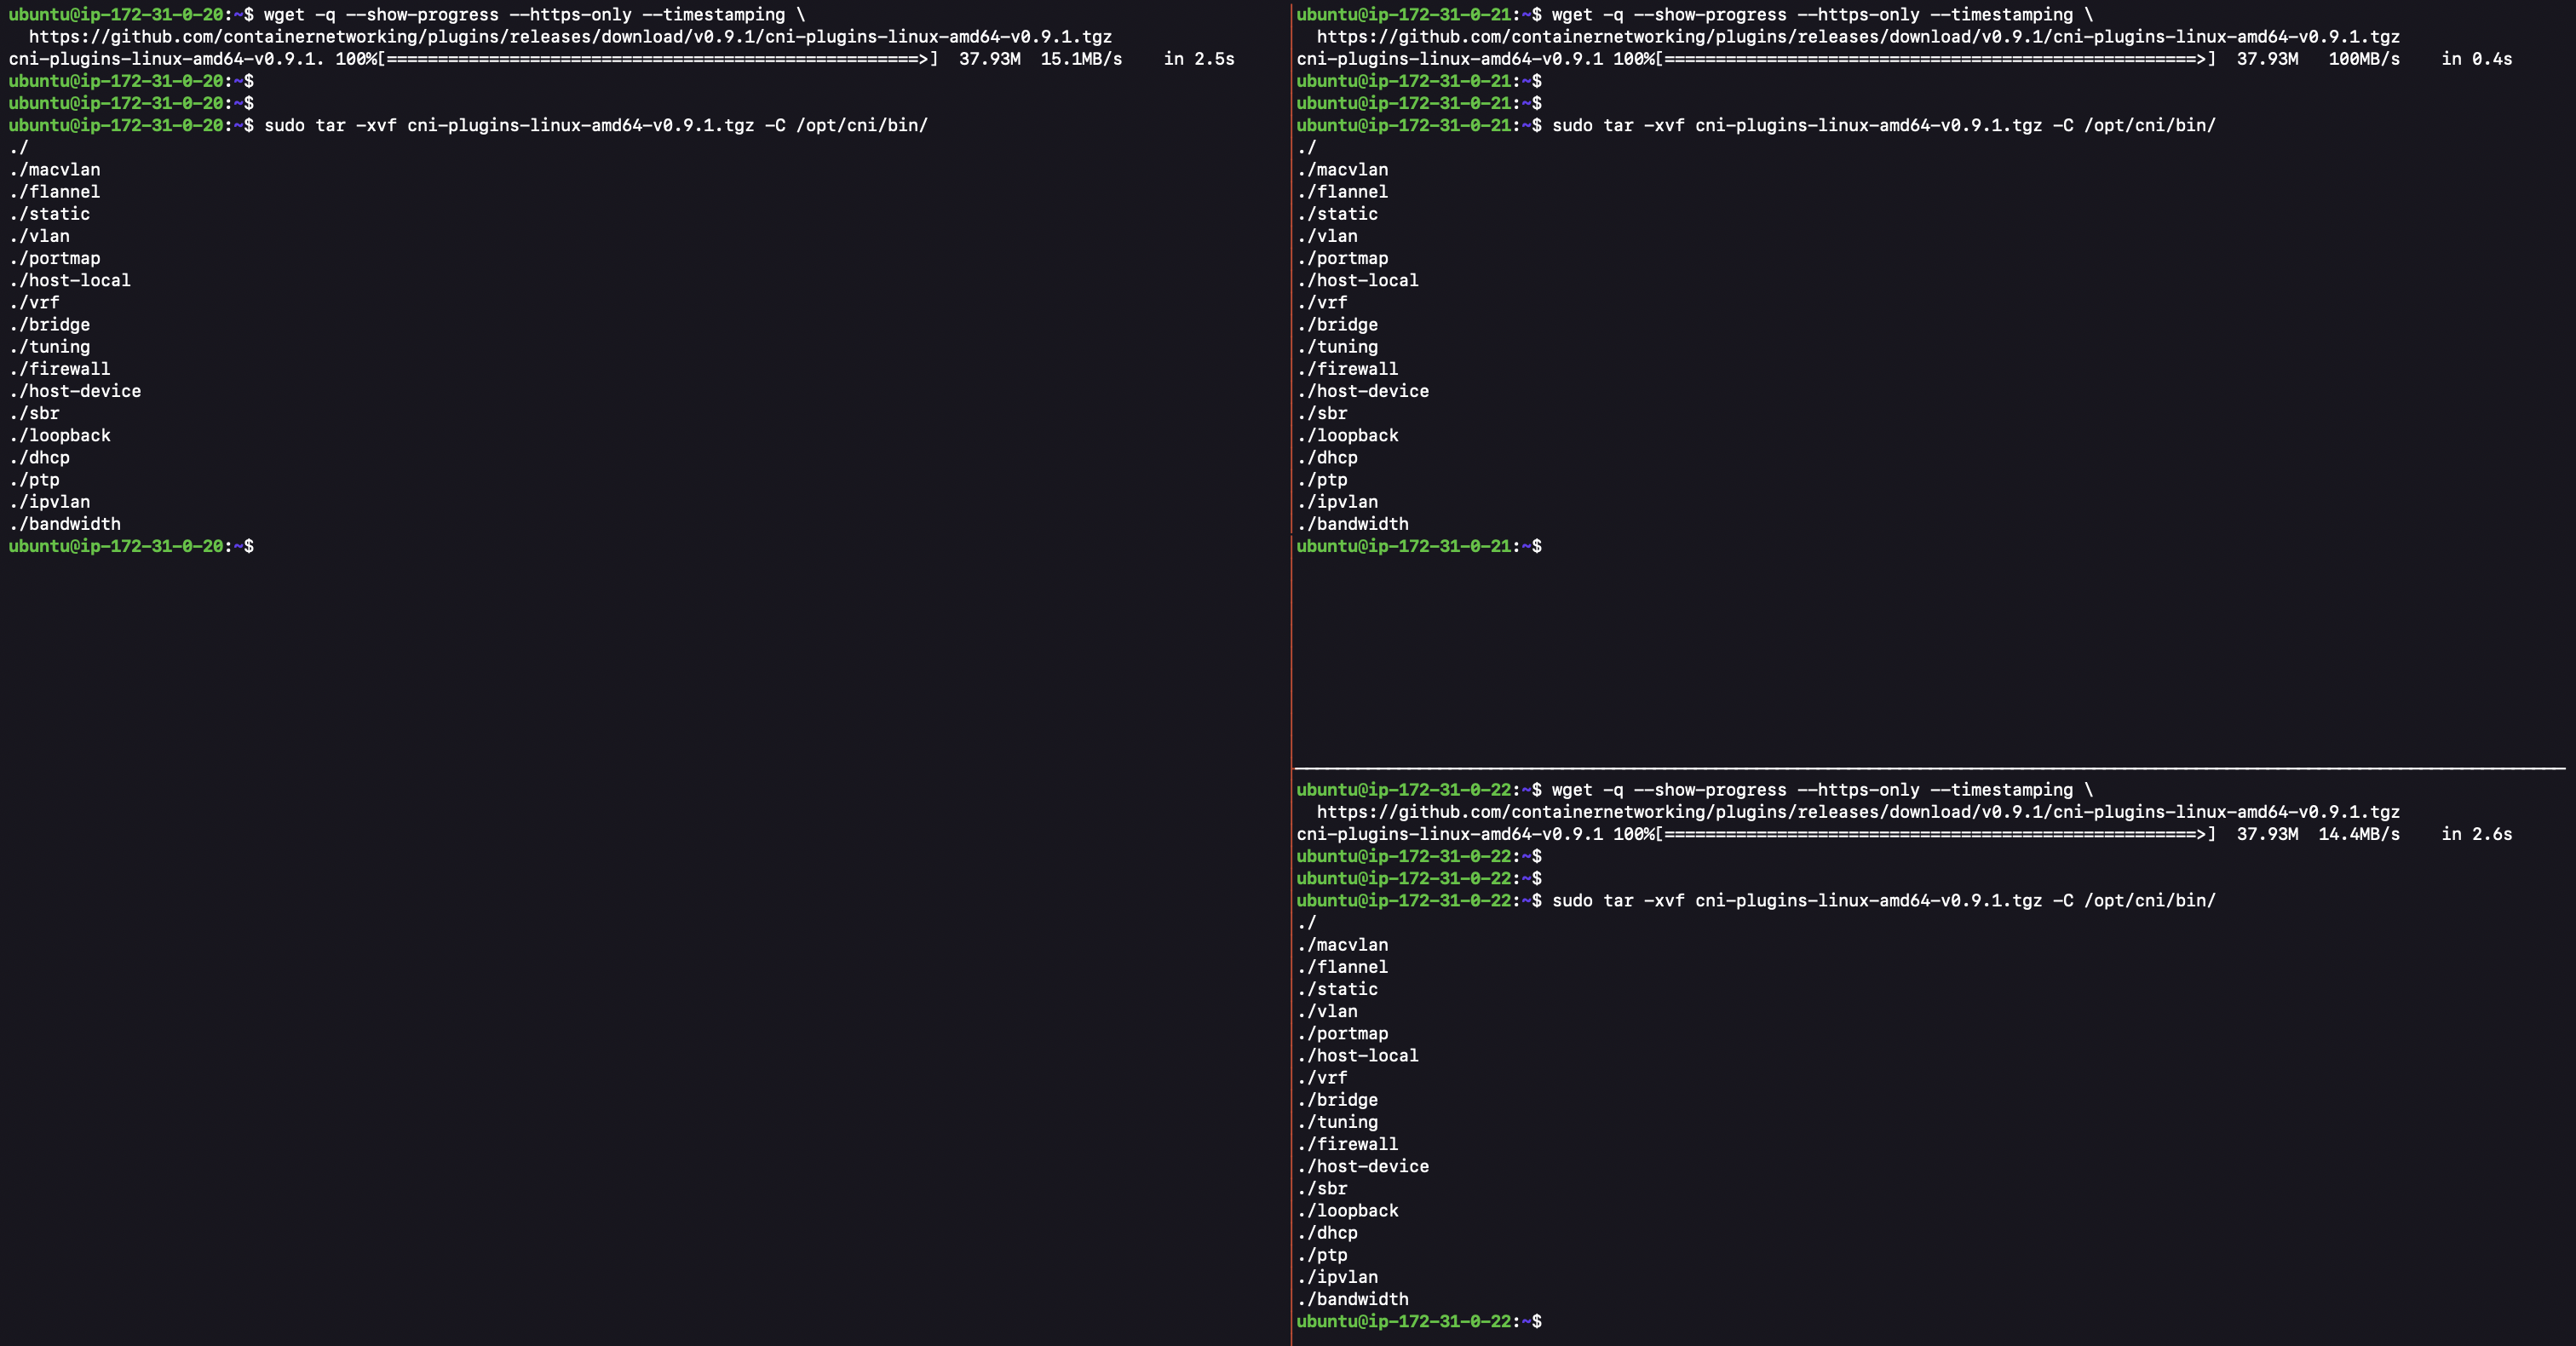 ubuntu@ip-172-31-0-20:~$ wget -q --show-progress --https-only --timestamping \
  https://github.com/containernetworking/plugins/releases/download/v0.9.1/cni-plugins-linux-amd64-v0.9.1.tgz
cni-plugins-linux-amd64-v0.9.1. 100%[====================================================>]  37.93M  15.1MB/s    in 2.5s
ubuntu@ip-172-31-0-20:~$
ubuntu@ip-172-31-0-20:~$
ubuntu@ip-172-31-0-20:~$ sudo tar -xvf cni-plugins-linux-amd64-v0.9.1.tgz -C /opt/cni/bin/
./
./macvlan
./flannel
./static
./vlan
./portmap
./host-local
./vrf
./bridge
./tuning
./firewall
./host-device
./sbr
./loopback
./dhcp
./ptp
./ipvlan
./bandwidth
ubuntu@ip-172-31-0-20:~$
ubuntu@ip-172-31-0-21:~$ wget -q --show-progress --https-only --timestamping \
  https://github.com/containernetworking/plugins/releases/download/v0.9.1/cni-plugins-linux-amd64-v0.9.1.tgz
cni-plugins-linux-amd64-v0.9.1 100%[====================================================>]  37.93M   100MB/s    in 0.4s
ubuntu@ip-172-31-0-21:~$
ubuntu@ip-172-31-0-21:~$
ubuntu@ip-172-31-0-21:~$ sudo tar -xvf cni-plugins-linux-amd64-v0.9.1.tgz -C /opt/cni/bin/
./
./macvlan
./flannel
./static
./vlan
./portmap
./host-local
./vrf
./bridge
./tuning
./firewall
./host-device
./sbr
./loopback
./dhcp
./ptp
./ipvlan
./bandwidth
ubuntu@ip-172-31-0-21:~$
ubuntu@ip-172-31-0-22:~$ wget -q --show-progress --https-only --timestamping \
  https://github.com/containernetworking/plugins/releases/download/v0.9.1/cni-plugins-linux-amd64-v0.9.1.tgz
cni-plugins-linux-amd64-v0.9.1 100%[====================================================>]  37.93M  14.4MB/s    in 2.6s
ubuntu@ip-172-31-0-22:~$
ubuntu@ip-172-31-0-22:~$
ubuntu@ip-172-31-0-22:~$ sudo tar -xvf cni-plugins-linux-amd64-v0.9.1.tgz -C /opt/cni/bin/
./
./macvlan
./flannel
./static
./vlan
./portmap
./host-local
./vrf
./bridge
./tuning
./firewall
./host-device
./sbr
./loopback
./dhcp
./ptp
./ipvlan
./bandwidth
ubuntu@ip-172-31-0-22:~$